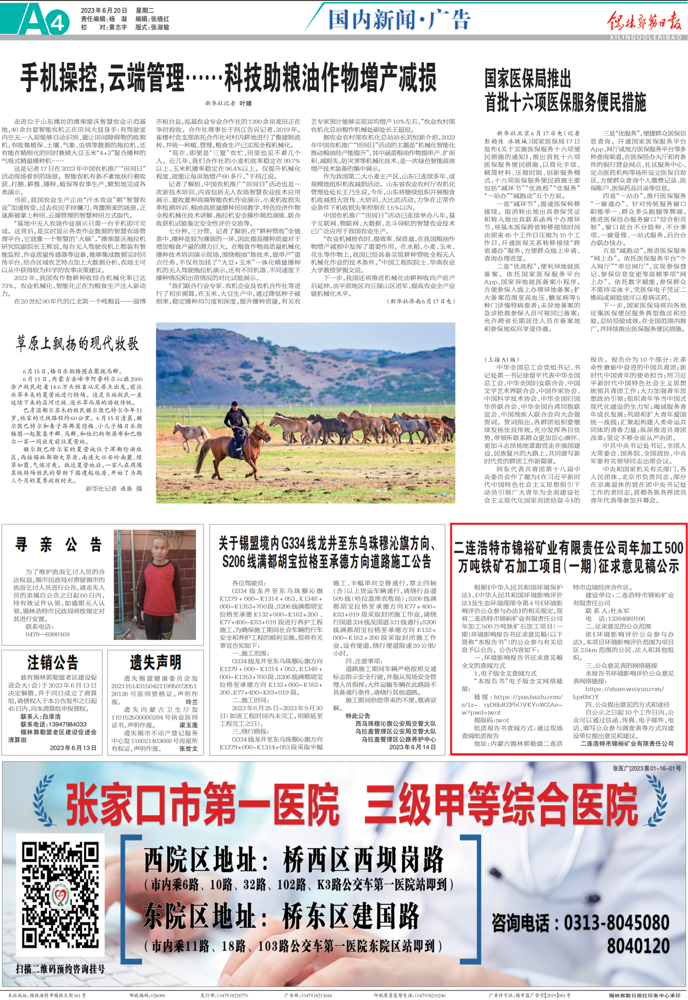 A4
2023年6月20日 星期二
责任编辑：杨 凝 编辑：张晓红
校 对：黄志宇 版式：张淑敏
国内新闻·广告
锡林郭勒日报
XILINGUOLERIBAO
手机操控，云端管理……科技助粮油作物增产减损
新华社记者 叶婧
走进位于山东潍坊的潍柴雷沃智慧农业示范基
地，40余台套智能农机正在田间大显身手：有驾驶室
内空无一人却能够自动识别、避让田间障碍物的收割
机，有收集植保、土壤、气象、虫情等数据的拖拉机，还
有能在精细化的同时兼顾大豆玉米“4+2”复合播种的
气吸式精量播种机……
这是记者17日在2023年中国农机推广“田间日”
活动现场看到的场景。智能农机有条不紊地执行着收
获、打捆、耕整、播种、植保等农事生产，默契地完成各
类演示。
当前，我国农业生产正由“汗水农业”朝“智慧农
业”加速转变，过去农民手持镰刀、弯腰割麦的场景，正
逐渐被掌上种田、云端管理的智慧种田方式取代。
“基地中无人农场作业演示只需一台手机即可完
成。这背后，是实时显示各类作业数据的智慧农场管
理平台，它就像一个智慧的‘大脑’。”潍柴雷沃拖拉机
研究院副院长王辉说，每台无人驾驶农机上都装有智
能监控、作业质量传感器等设备，能够集成数据实时回
传平台，结合区域农艺特点加上大数据分析，农场主可
以从中获得较为科学的农事决策建议。
2022年，我国农作物耕种收综合机械化率已达
73%。农业机械化、智能化正在为粮食生产注入新动
力。
在20世纪90年代的江北第一个吨粮县——淄博
市桓台县，泓基农业专业合作社的1390余亩麦田正在
争时抢收。合作社理事长于昌江告诉记者，2019年，
崔楼村党支部依托合作社对村内耕地进行了整建制流
转，并统一种植、管理，粮食生产已实现全程机械化。
“现在，即便是‘三夏’农忙，田里也见不着几个
人。近几年，我们合作社的小麦机收率稳定在99.7%
以上、玉米机播率稳定在96.4%以上。仅提升机械化
程度，就能让每亩地增产60多斤。”于昌江说。
记者了解到，中国农机推广“田间日”活动也是一
次新技术培训，内容包括无人农场智慧农业技术应用
展示、夏收夏种高端智能农机作业演示、小麦机收损失
率检测培训、粮油高质量播种田间教学、特色经济作物
全程机械化技术讲解、拖拉机安全操作规范演练、联合
收获机试验鉴定安全性评价交流等。
七分种，三分管。记者了解到，在“耕种管收”全链
条中，播种是较为薄弱的一环，因此提高播种质量对于
增加粮食产量的潜力巨大。在粮食作物高质量机械化
播种技术培训演示现场，围绕粮油“推技术、提单产”重
点任务，不仅有加挂了“大豆+玉米”一体化精量播种
机的无人驾驶拖拉机演示，还有不同机器、不同速度下
播种情况和出苗情况的对比试验展示。
“我们联合行业专家、农机企业及农机合作社等进
行了初步测算，在玉米、大豆生产中，通过降低种子破
损率，稳定播种均匀度和深度，提升播种质量，有关农
艺专家预计能够实现亩均增产10%左右。”农业农村部
农机化总站粮作机械处副处长王超说。
据农业农村部农机化总站站长刘恒新介绍，2023
年中国农机推广“田间日”活动的主题是“机械化智能化
推动粮油经产能提升”，其中涵盖粮油作物提单产、扩面
积、减损失、防灾害等机械化技术，是一次绿色智能高效
增产技术装备的集中展示。
作为我国第二大小麦主产区，山东已连续多年、成
规模地组织机收减损活动。山东省农业农村厅农机化
管理处处长王乃生说，今年，山东将继续组织开展粮食
机收减损大宣传、大培训、大比武活动，力争在正常作
业条件下机收损失率控制在1.5%以内。
中国农机推广“田间日”活动已连续举办八年，基
于互联网、物联网、大数据、北斗导航的智慧农业技术
已广泛应用于我国农业生产。
“农业机械抢农时、提效率、保质量，在我国粮油作
物增产减损中发挥了重要作用。在水稻、小麦、玉米、
花生等作物上，我国已经具备实现耕种管收全程无人
机械化作业的技术条件。”中国工程院院士、华南农业
大学教授罗锡文说。
下一步，我国还将推进机械化由耕种收向产前产
后延伸，由平原地区向丘陵山区进军，提高农业全产业
链机械化水平。
（新华社济南6月17日电）
国家医保局推出
首批十六项医保服务便民措施
新华社北京6月17日电（记者
彭韵佳 沐铁城）国家医保局17日
发布《关于实施医保服务十六项便
民措施的通知》，推出首批十六项
医保服务便民措施，以简化手续、
精简材料、压缩时限、创新服务模
式，十六项医保服务便民措施主要
包括“减环节”“优流程”“优服务”
“一站办”“减跑动”五个方面。
一是“减环节”，提速医保转移
接续。取消转出地出具参保凭证
和转入地出具联系函两个办理环
节，将基本医保跨省转移接续时间
由原来45个工作日压缩为15个工
作日，开通医保关系转移接续“跨
省通办”服务，方便群众线上申请、
查询办理进度。
二是“优流程”，便利异地就医
备案。依托国家医保服务平台
App、国家异地就医备案小程序，
方便参保人线上办理异地备案；扩
大备案范围至高血压、糖尿病等5
种门诊慢特病患者；未异地备案的
急诊抢救参保人员可视同已备案；
允许跨省长期居住人员在备案地
和参保地双向享受待遇。
三是“优服务”，便捷群众医保信
息查询。开通国家医保服务平台
App、网厅或地方医保服务平台等多
种查询渠道，在医保经办大厅和有条
件的银行营业网点、社区服务中心、
定点医药机构等场所设立医保自助
区，方便群众查询个人缴费记录、医
保账户、医保药品目录等信息。
四是“一站办”，推行医保服务
“一窗通办”。针对传统服务窗口
职能单一、群众多头跑腿等弊端，
推进医保经办服务窗口“综合柜员
制”，窗口前台不分险种、不分事
项、一窗受理、一站式服务，后台分
办联办快办。
五是“减跑动”，推进医保服务
“网上办”。依托医保服务平台“个
人网厅”“单位网厅”，实现参保登
记、参保信息变更等高频事项“网
上办”。依托数字赋能，参保群众
不需持实体卡，凭医保电子凭证二
维码或刷脸就可以看病买药。
下一步，国家医保局将向各地
征集医保便民服务典型做法和经
验，总结经验成效，在全国范围内推
广，并持续推出医保服务便民措施。
草原上飘扬的现代牧歌
6月15日，格日乐朝格图在聚拢马群。
6月15日，内蒙古赤峰市阿鲁科尔沁旗2000
余户牧民赶着14.6万头牲畜从定居点出发，前往
水草丰美的夏营地进行转场。这是当地牧民一直
延续下来的沿河迁徙、逐水草而居的游牧传统。
巴彦温都尔苏木的牧民额尔敦巴特尔今年51
岁，他家的迁徙路程约60公里。6月15日清晨，额
尔敦巴特尔和妻子昂那莫德格、小儿子格日乐朝
格图一起聚集牛群、马群，和他们的邻居布和巴雅
尔一家一同出发前往夏营地。
额尔敦巴特尔家的夏营地位于浑都伦游牧
区，西接锡林郭勒大草原，南连大兴安岭南麓，绿
草如茵，气候凉爽。抵达夏营地后，一家人在周围
其他转场牧民的帮助下搭建起毡房，开始了为期
三个月的夏季放牧时光。
新华社记者 连振 摄
（上接A1版）
中华全国总工会党组书记、书
记处第一书记徐留平代表中华全国
总工会、中华全国妇女联合会、中国
文学艺术界联合会、中国作家协会、
中国科学技术协会、中华全国归国
华侨联合会、中华全国台湾同胞联
谊会、中国残疾人联合会向大会致
贺词。贺词指出，各群团组织要继
续发扬优良传统，充分发挥各自优
势，带领所联系群众更加信心满怀、
更加斗志昂扬地紧跟党走在强国建
设、民族复兴的大路上，共同谱写新
时代党的群团工作新篇章。
阿东代表共青团第十八届中
央委员会作了题为《在习近平新时
代中国特色社会主义思想指引下
动员引领广大青年为全面建设社
会主义现代化国家而团结奋斗》的
报告。报告分为10个部分：在革
命性磨砺中奋进的中国共青团；新
时代中国青年的使命担当；用习近
平新时代中国特色社会主义思想
统领共青团工作；大力加强青年思
想政治引领；组织青年争当中国式
现代化建设的生力军；竭诚服务青
年成长发展；巩固和扩大青年爱国
统一战线；汇聚起构建人类命运共
同体的青春力量；纵深推进共青团
改革；坚定不移全面从严治团。
中共中央书记处书记，全国人
大常委会、国务院、全国政协、中央
军委有关领导同志出席会议。
中央和国家机关有关部门、各
人民团体、北京市负责同志，部分
在京离退休的曾在团中央书记处
工作的老同志，首都各族各界团员
青年代表等参加开幕会。
寻亲公告
为了维护流浪乞讨人员的合
法权益，锡市民政局对滞留锡市的
流浪乞讨人员进行公告，请走失人
员的亲属自公告之日起60日内，
持有效证件认领，如逾期无人认
领，锡林浩特市民政局将按规定对
其进行安置。
联系电话：
0479—6990169
注销公告
兹有锡林郭勒盟老区建设促
进会大（会）于2023年6月13日
决定解散，并于同日成立了清算
组，请债权人于本公告发布之日起
45日内，向本清算组申报债权。
联系人：白泽浩
联系电话：13947984033
锡林郭勒盟老区建设促进会
清算组
2023年6月13日
遗失声明
遗失锡盟健康委员会发
2021151431504211995072051
26126号医师资格证，声明作
废。 玲兰
遗失内蒙古卫生厅发
110152500000284号执业医师
证书，声明作废。 梁玉莲
遗失锡市不动产登记服务
中心发116021403668号房屋所
有权证，声明作废。 张世文
关于锡盟境内G334线龙井至东乌珠穆沁旗方向、
S206线满都胡宝拉格至承德方向道路施工公告
各位驾驶员：
G334线龙井至东乌珠穆沁旗
K1279+000-K1314+053、K1348+
000-K1353+700段、S206线满都胡宝
拉格至承德K132+000-K162+200、
K77+400-K83+019段进行养护工程
施工，为确保施工期间社会车辆的行车
安全和养护工程的顺利实施，现将有关
事宜告知如下：
一、施工范围：
G334线龙井至东乌珠穆沁旗方向
K1279+000-K1314+053、K1348+
000-K1353+700段、S206线满都胡宝
拉格至承德方向K132+000-K162+
200、K77+400-K83+019段。
二、施工时间：
2023年6月25日-2023年9月30
日（如该工程时间内未完工，则顺延至
工程完工之日）。
三、绕行路线：
G334线龙井至东乌珠穆沁旗方向
K1279+000-K1314+053段采取半幅
施工、半幅单向交替通行，禁止四轴
（含）以上货运车辆通行，请绕行县道
505线（哈拉盖图农牧场）；S206线满
都胡宝拉格至承德方向K77+400-
K83+019段采取封闭施工作业，请绕
行国道334线及国道331线通行；S206
线满都胡宝拉格至承德方向K132+
000-K162+200段采取封闭施工作
业，设有便道，绕行便道限速20公里/
小时。
四、注意事项：
道路施工期间车辆严格按照交通
标志指示安全行驶，并服从现场安全管
理人员指挥；大件运输车辆在此路段不
具备通行条件，请绕行其他道路。
施工期间给您带来的不便，敬请谅
解。
特此公告
西乌珠穆沁旗公安局交管大队
乌拉盖管理区公安局交管大队
乌拉盖管理区公路养护中心
2023年6月14日
二连浩特市锦裕矿业有限责任公司年加工500
万吨铁矿石加工项目（一期）征求意见稿公示
根据《中华人民共和国环境保护
法》、《中华人民共和国环境影响评价
法》及生态环境部部令第4号《环境影
响评价公众参与办法》的相关规定，现
将二连浩特市锦裕矿业有限责任公司
年加工500万吨铁矿石加工项目（一
期）环境影响报告书征求意见稿（以下
简称“本报告书”）的公众参与有关信
息予以公告。公告内容如下：
一、环境影响报告书征求意见稿
全文的查阅方式
1、电子版全文查阅方式
“本报告书”电子版全文网络链
接：
链接：https://pan.baidu.com/
s/1z- ryD6bRZF5OVKYoWZAe-
w?pwd=jwof
提取码：jwof
纸质报告书查阅方式：通过现场
查阅纸质报告
地址：内蒙古锡林郭勒盟二连浩
特市边境经济合作区。
建设单位：二连浩特市锦裕矿业
有限责任公司
联系人：杜永军
电 话：13394869166
二、征求意见的公众范围
依《环境影响评价公众参与办
法》，本项目环境影响评价范围为项目
区2.5km范围的公民、法人和其他组
织。
三、公众意见表的网络链接
本报告书环境影响评价公众意见
表网络链接：
https://share.weiyun.com/
5pr6hQY
四、公众提出意见的方式和途径
自公示之日起10个工作日内，公
众可以通过信函、传真、电子邮件、电
话、填写公众参与调查表等方式向建
设单位提出意见和建议。
二连浩特市锦裕矿业有限责任公司
张医广[2023第01-16-01号
张家口市第一医院 三级甲等综合医院
西院区地址：桥西区西坝岗路
（市内乘6路、10路、32路、102路、K3路公交车第一医院站即到）
东院区地址：桥东区建国路
（市内乘11路、18路、103路公交车第一医院东院区站即到）
咨询电话：0313-8045080
8040120
扫描二维码预约咨询挂号
本社地址：锡林浩特市锡林大街361号 邮政编码：026000 发行部：（0479）8218770 广告部：（0479）8213684 印刷质量监督电话：（0479）8210240 广告许可证：锡市监广登字【2019】001号 锡林郭勒日报社印务中心承印